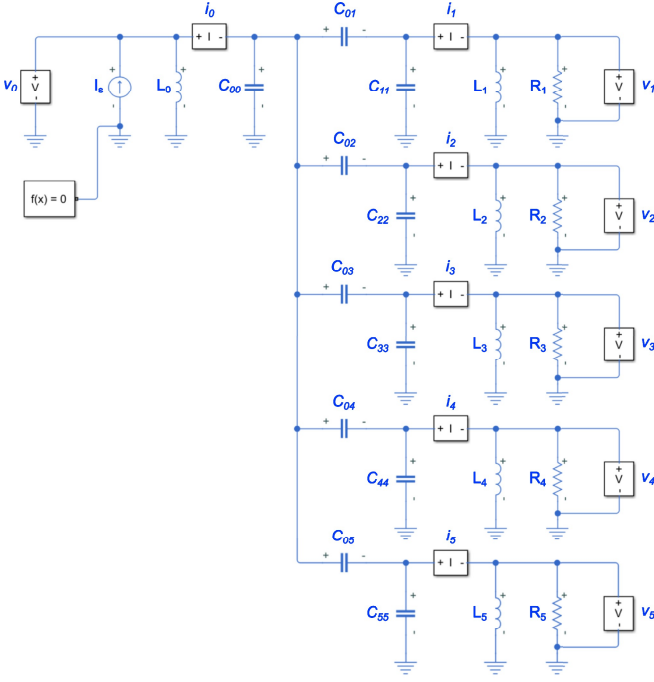 i0 C01 i1
+ - + I - + -
v0 + V - Is + L0 + - C00 + - C11 + - L1 + - R1 + - + V - v1
C02 i2
+ - + I -
f(x) = 0 C22 + - L2 + - R2 + - + V - v2
C03 i3
+ - + I -
C33 + - L3 + - R3 + - + V - v3
C04 i4
+ - + I -
C44 + - L4 + - R4 + - + V - v4
C05 i5
+ - + I -
C55 + - L5 + - R5 + - + V - v5